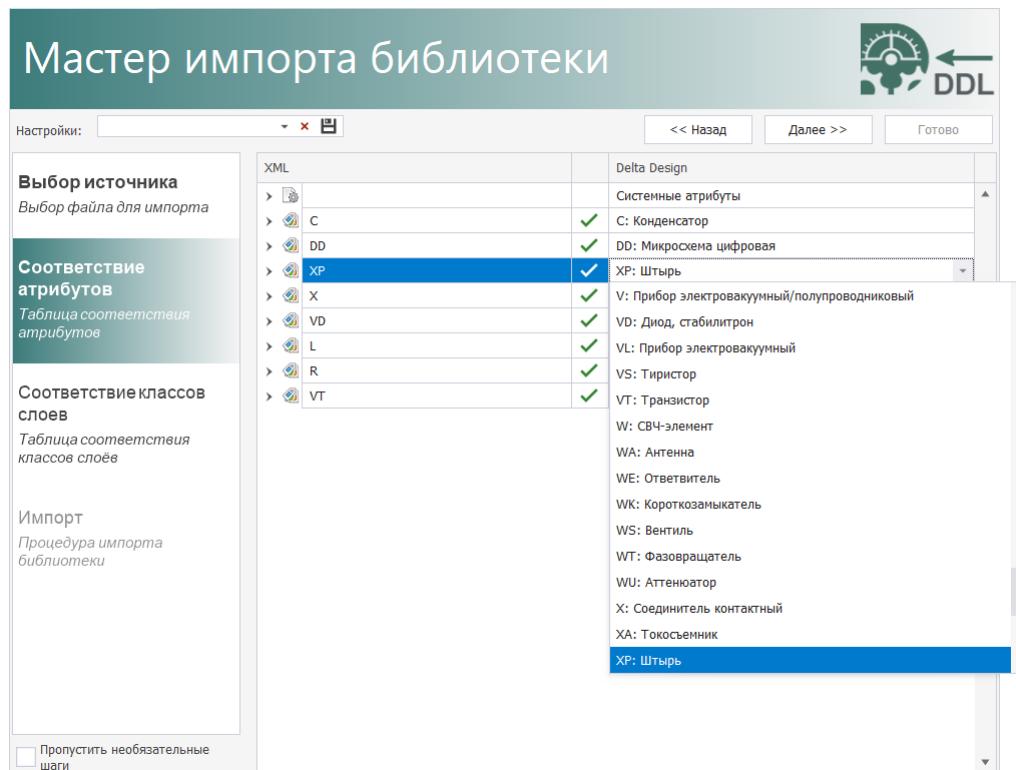 Мастер импорта библиотеки
DDL
Настройки:
<< Назад
Далее >>
Готово
Выбор источника
Выбор файла для импорта
Соответствие
атрибутов
Таблица соответствия
атрибутов
Соответствие классов
слоев
Таблица соответствия
классов слоёв
Импорт
Процедура импорта
библиотеки
Пропустить необязательные
шаги
XML
Delta Design
Системные атрибуты
C
C: Конденсатор
DD
DD: Микросхема цифровая
XP
XP: Штырь
X
VD
L
R
VT
V: Прибор электровакуумный/полупроводниковый
VD: Диод, стабилитрон
VL: Прибор электровакуумный
VS: Тиристор
VT: Транзистор
W: СВЧ-элемент
WA: Антенна
WE: Ответвитель
WK: Короткозамыкатель
WS: Вентиль
WT: Фазовращатель
WU: Аттенюатор
X: Соединитель контактный
XA: Токосъемник
XP: Штырь